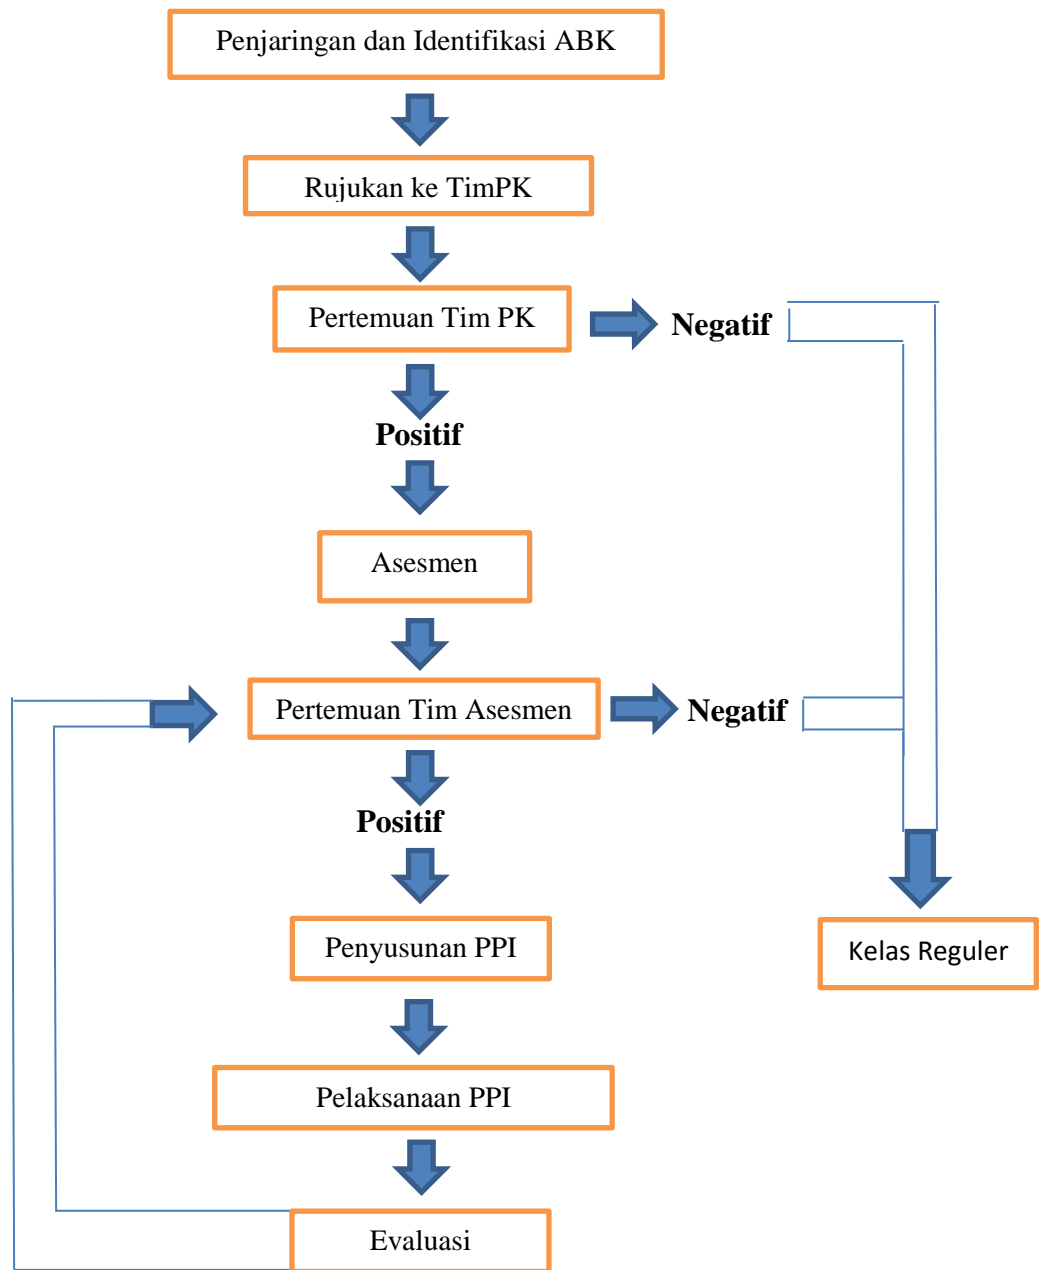 Penjaringan dan Identifikasi ABK
Rujukan ke TimPK
Pertemuan Tim PK
Negatif
Positif
Asesmen
Pertemuan Tim Asesmen
Negatif
Positif
Penyusunan PPI
Kelas Reguler
Pelaksanaan PPI
Evaluasi